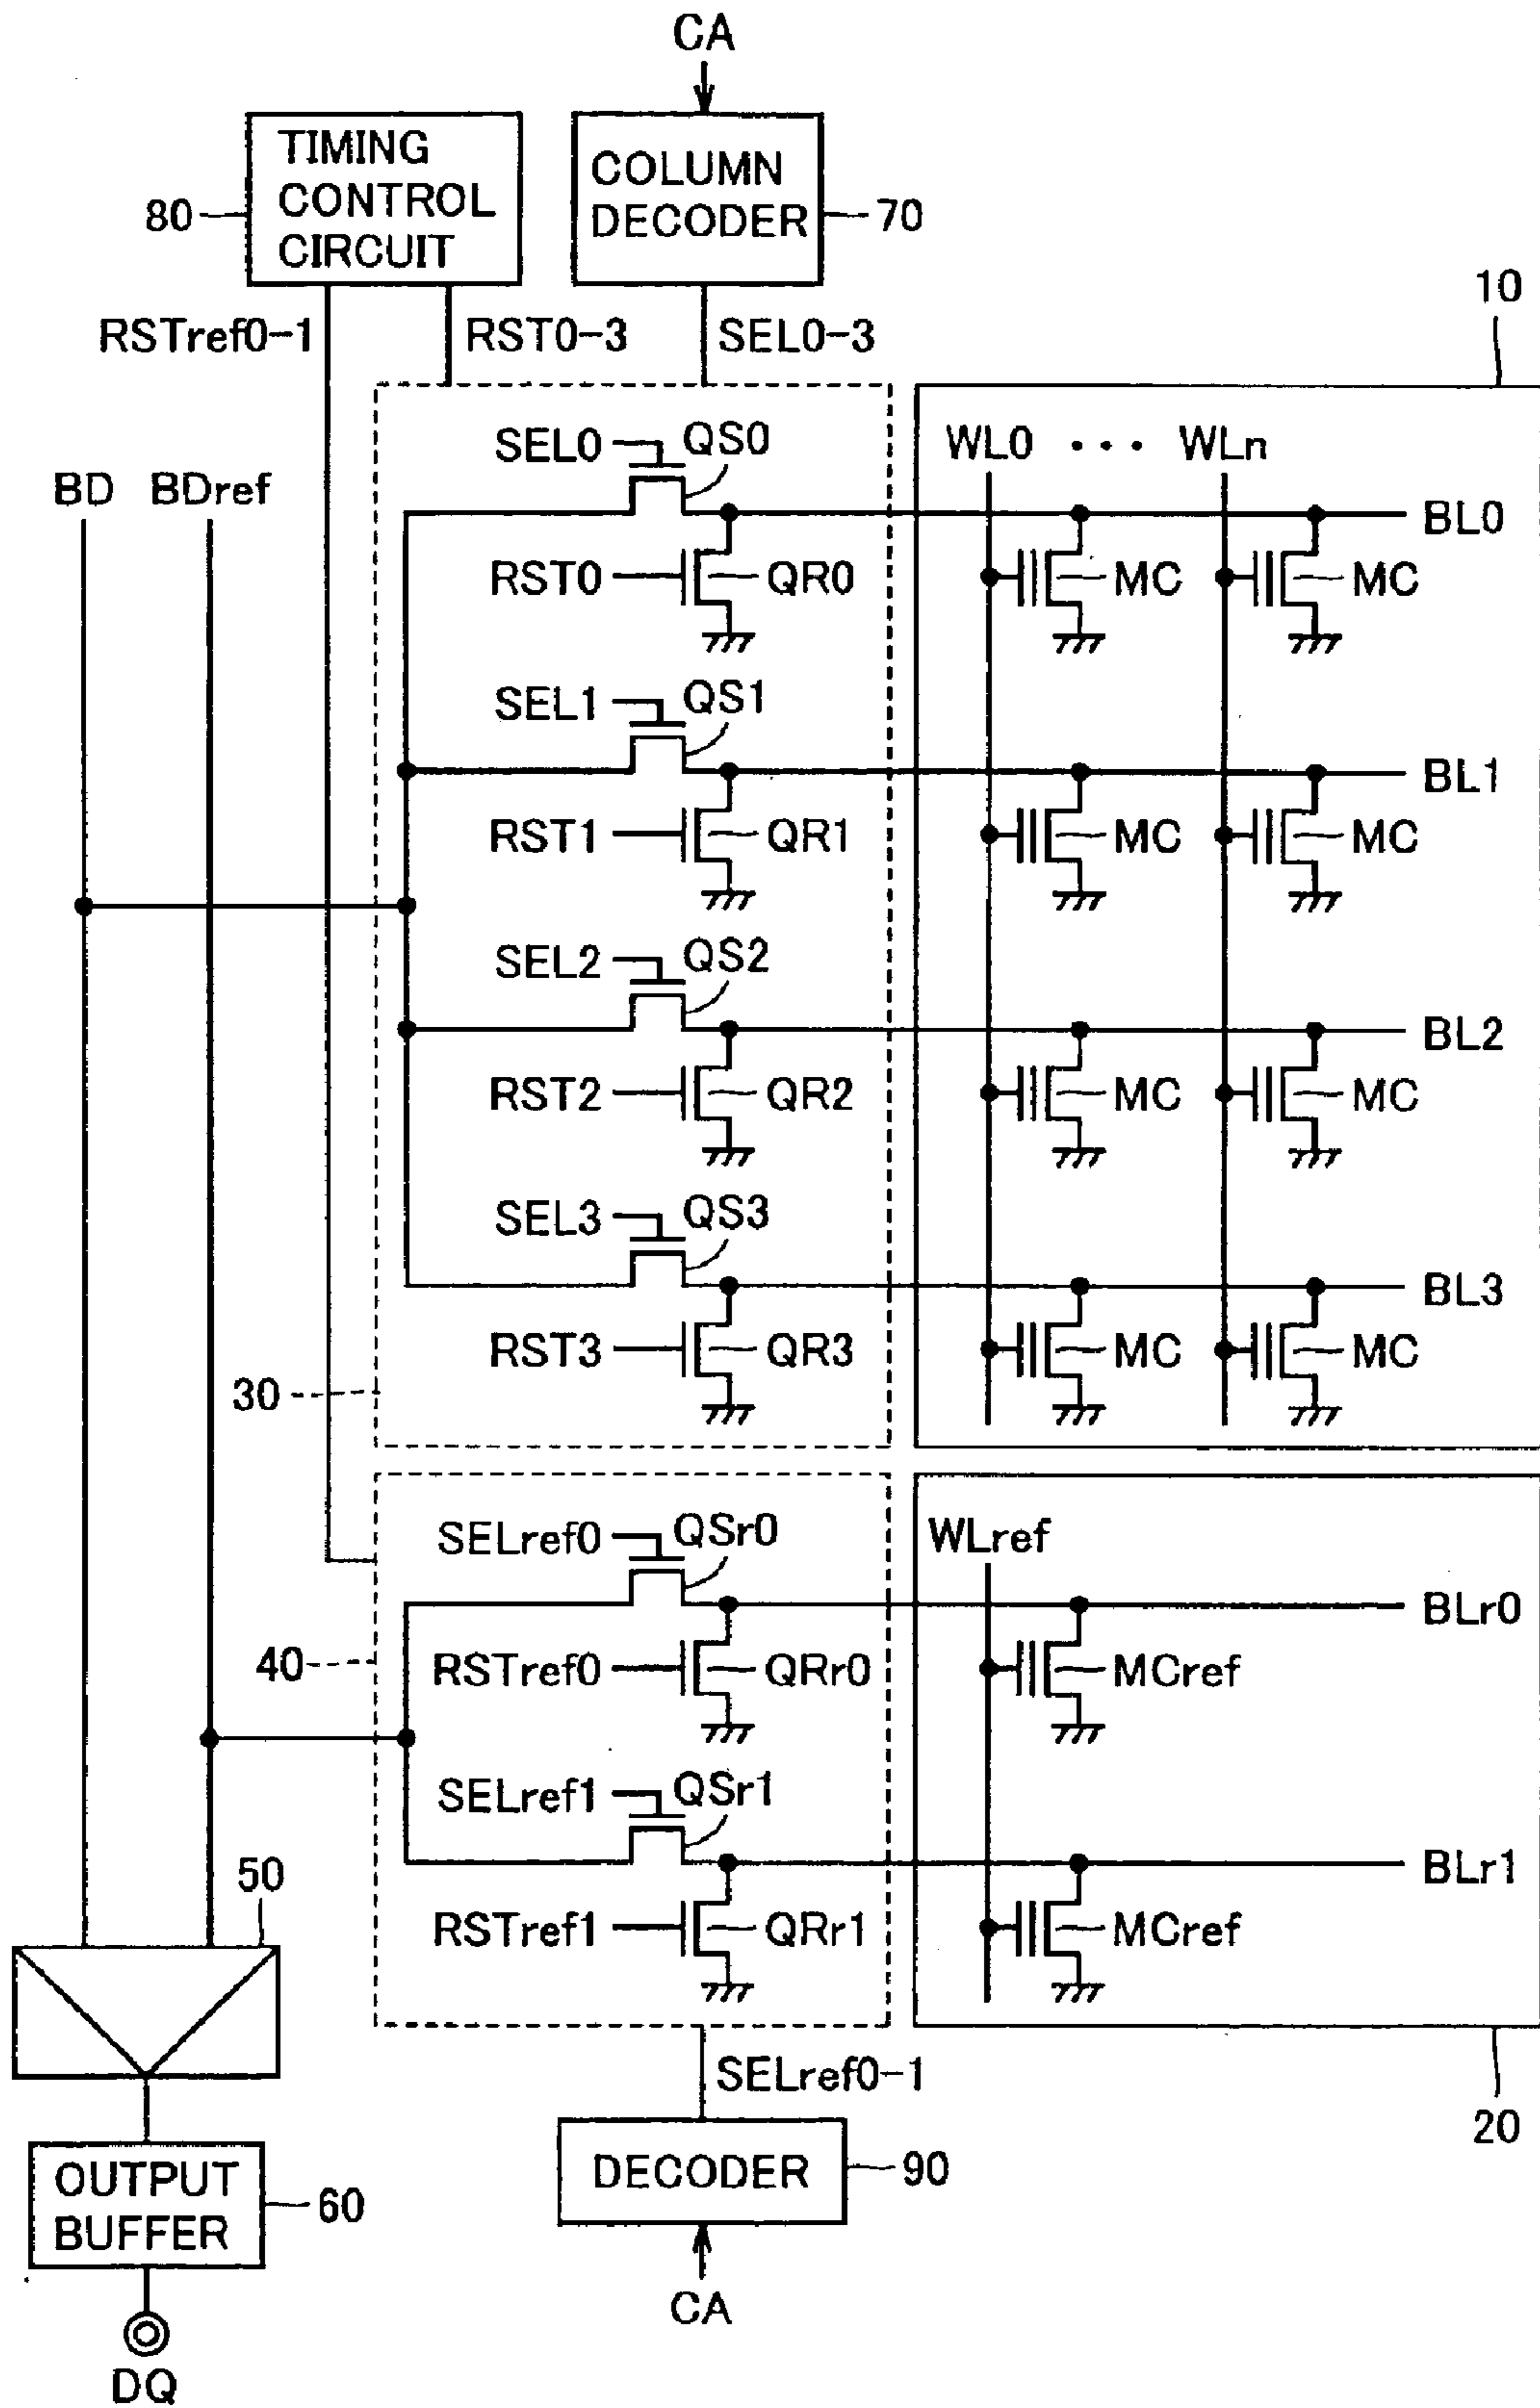 CA
TIMING
CONTROL
CIRCUIT
80
COLUMN
DECODER
70
RSTref0-1
RST0-3
SEL0-3
10
BD
BDref
SEL0
QS0
WL0 ... WLn
BL0
RST0
QR0
MC
MC
SEL1
QS1
BL1
RST1
QR1
MC
MC
SEL2
QS2
BL2
RST2
QR2
MC
MC
SEL3
QS3
BL3
RST3
QR3
MC
MC
30
SELref0
QSr0
WLref
BLr0
40
RSTref0
QRr0
MCref
SELref1
QSr1
BLr1
50
RSTref1
QRr1
MCref
SELref0-1
20
OUTPUT
BUFFER
60
DECODER
90
CA
DQ